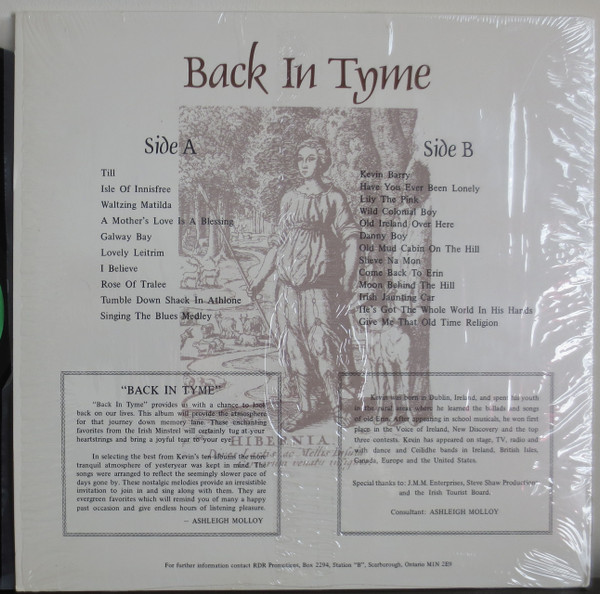 Back In Tyme
Side A
Till
Isle Of Innisfree
Waltzing Matilda
A Mother's Love Is A Blessing
Galway Bay
Lovely Leitrim
I Believe
Rose Of Tralee
Tumble Down Shack In Athlone
Singing The Blues Medley
Side B
Kevin Barry
Have You Ever Been Lonely
Lily The Pink
Wild Colonial Boy
Old Ireland Over Here
Danny Boy
Old Mud Cabin On The Hill
Slieve Na Mon
Come Back To Erin
Moon Behind The Hill
Irish Jaunting Car
He's Got The Whole World In His Hands
Give Me That Old Time Religion
"BACK IN TYME"
"Back In Tyme" provides us with a chance to look
back on our lives. This album will provide the atmosphere
for that journey down memory lane. These enchanting
favorites from the Irish Minstrel will certainly tug at your
heartstrings and bring a joyful tear to your eye.
In selecting the best from Kevin's ten albums the more
tranquil atmosphere of yesteryear was kept in mind. The
songs were arranged to reflect the seemingly slower pace of
days gone by. These nostalgic melodies provide an irresistible
invitation to join in and sing along with them. They are
evergreen favorites which will remind you of many a happy
past occasion and give endless hours of listening pleasure.
– ASHLEIGH MOLLOY
HIBERNIA
Kevin was born in Dublin, Ireland, and spent his youth
in the rural areas where he learned the ballads and songs
of old Erin. After appearing in school musicals, he won first
place in the Voice of Ireland, New Discovery and the top
three contests. Kevin has appeared on stage, TV, radio and
with dance and Ceilidhs bands in Ireland, British Isles,
Canada, Europe and the United States.
Special thanks to: J.M.M. Enterprises, Steve Shaw Production
and the Irish Tourist Board.
Consultant: ASHLEIGH MOLLOY
For further information contact RDR Promotions, Box 2294, Station "B", Scarborough, Ontario M1N 2E9